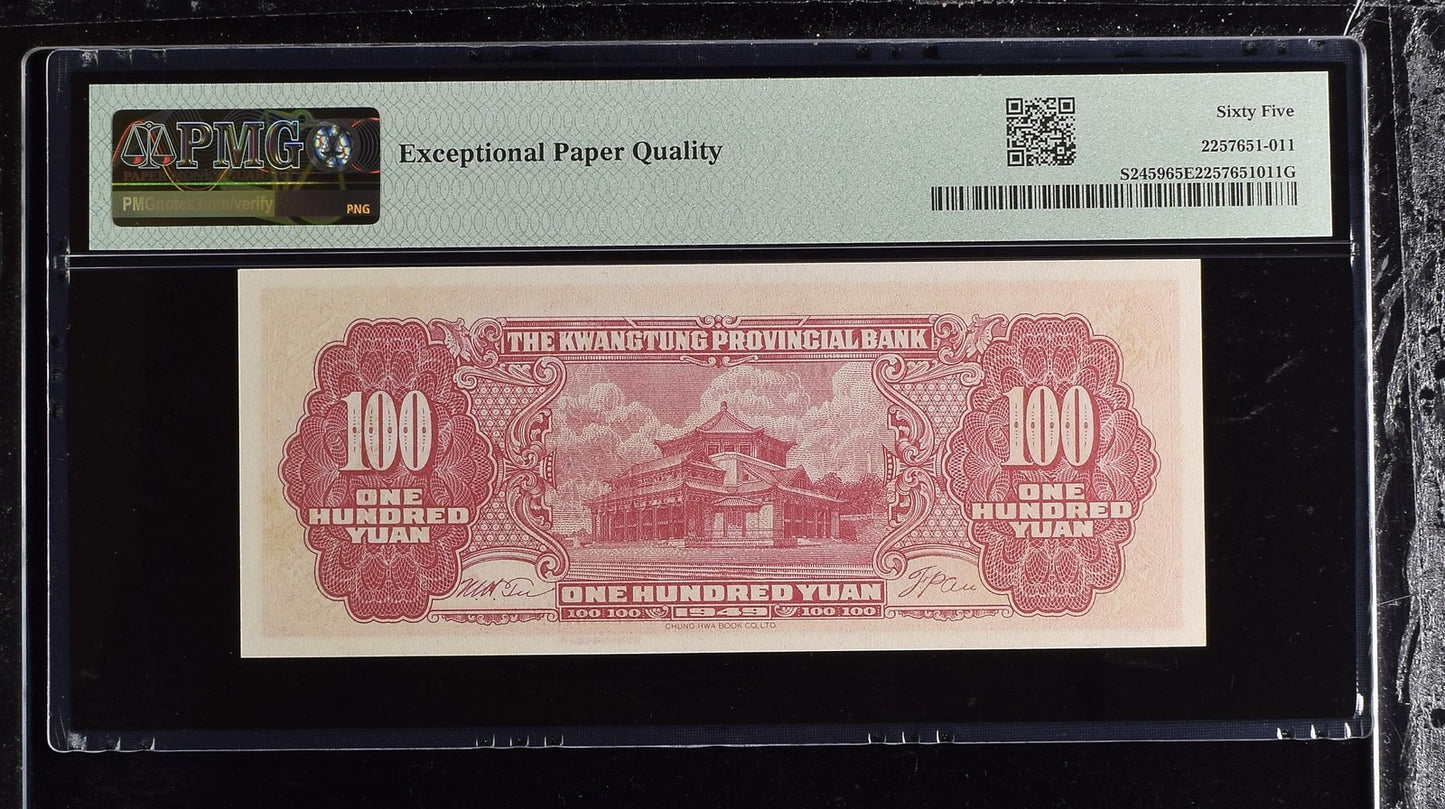 PMG
PMGnotes.com/verify
PNG
Exceptional Paper Quality
Sixty Five
2257651-011
S245965E2257651011G
THE KWANGTUNG PROVINCIAL BANK
100
ONE
HUNDRED
YUAN
100
ONE
HUNDRED
YUAN
ONE HUNDRED YUAN
100 100 1949 100 100
CHUNG HWA BOOK CO., LTD.